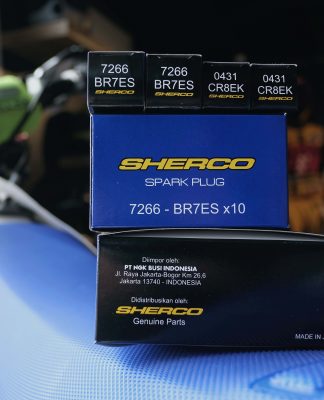 7266
BR7ES
SHERCO
7266
BR7ES
SHERCO
0431
CR8EK
SHERCO
0431
CR8EK
SHERCO
SHERCO
SPARK PLUG
7266 - BR7ES x10
Diimpor oleh:
PT NGK BUSI INDONESIA
Jl. Raya Jakarta-Bogor Km 26.6
Jakarta 13740 - INDONESIA
Didistribusikan oleh:
SHERCO
Genuine Parts
MADE IN